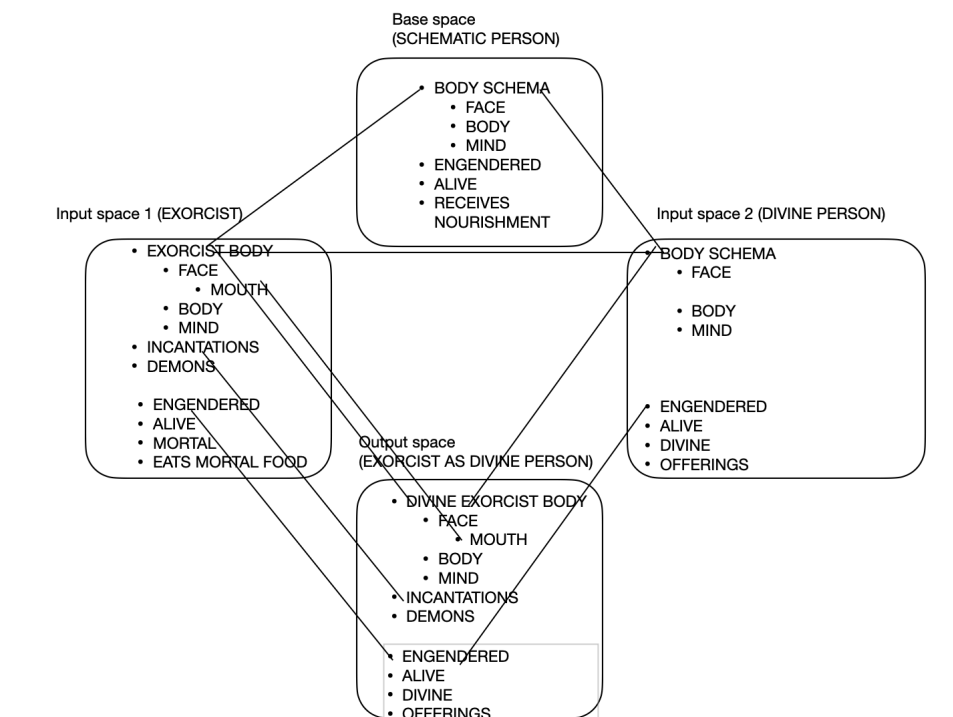 Base space
(SCHEMATIC PERSON)
• BODY SCHEMA
• FACE
• BODY
• MIND
• ENGENDERED
• ALIVE
• RECEIVES
NOURISHMENT
Input space 1 (EXORCIST)
• EXORCIST BODY
• FACE
• MOUTH
• BODY
• MIND
• INCANTATIONS
• DEMONS
• ENGENDERED
• ALIVE
• MORTAL
• EATS MORTAL FOOD
Input space 2 (DIVINE PERSON)
• BODY SCHEMA
• FACE
• BODY
• MIND
• ENGENDERED
• ALIVE
• DIVINE
• OFFERINGS
Output space
(EXORCIST AS DIVINE PERSON)
• DIVINE EXORCIST BODY
• FACE
• MOUTH
• BODY
• MIND
• INCANTATIONS
• DEMONS
• ENGENDERED
• ALIVE
• DIVINE
• OFFERINGS